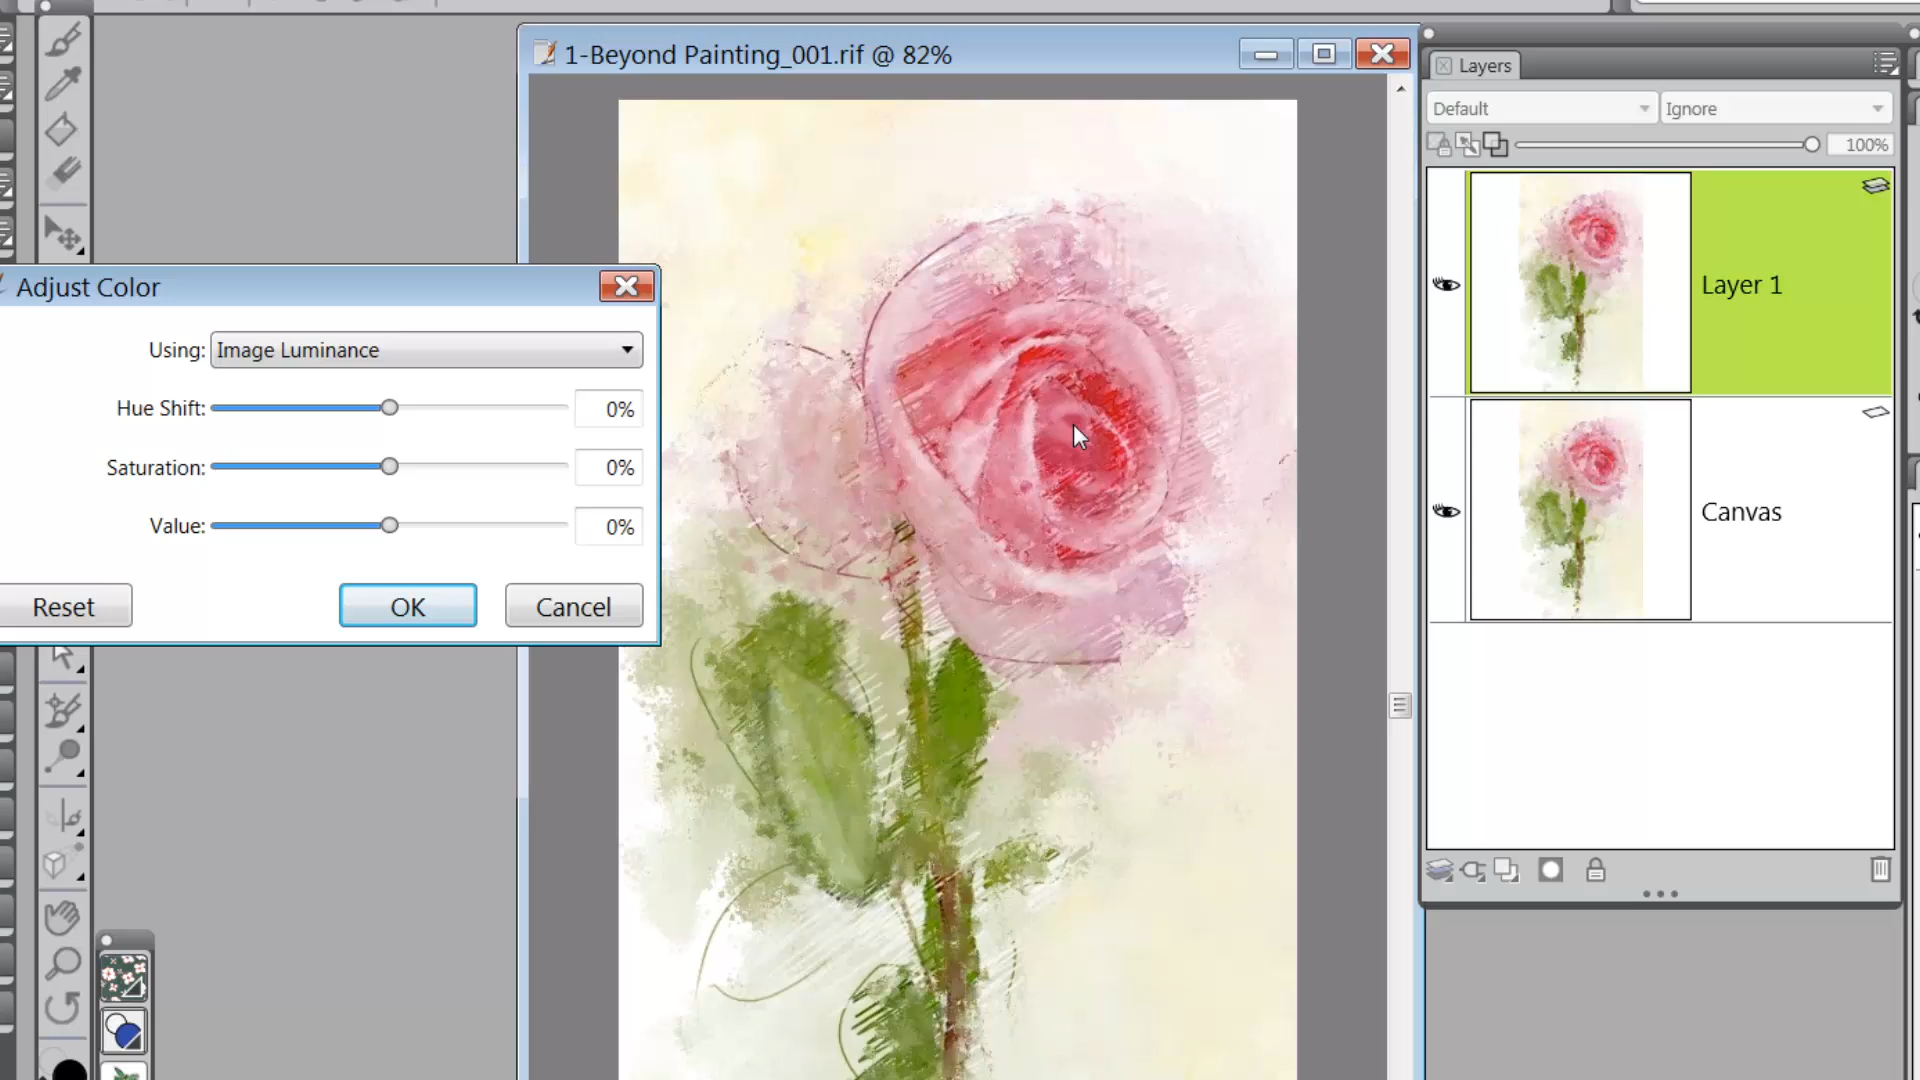 1-Beyond Painting_001.rif @ 82%
Layers
Default
Ignore
100%
Layer 1
Canvas
Adjust Color
Using:
Image Luminance
Hue Shift:
0%
Saturation:
0%
Value:
0%
Reset
OK
Cancel